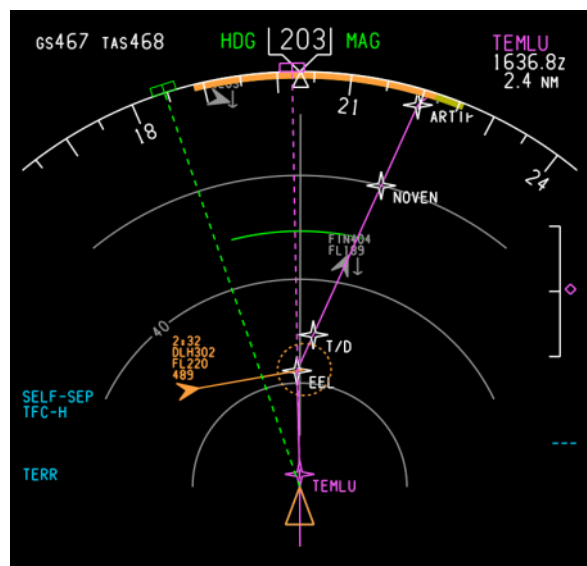 GS467 TAS468
HDG 203 MAG
TEMLU
1636.8z
2.4 NM
18
21
24
NOVEN
FIN404
FL189
40
2:32
DLH302
FL220
489
T/D
EEL
SELF-SEP
TFC-H
TERR
TEMLU